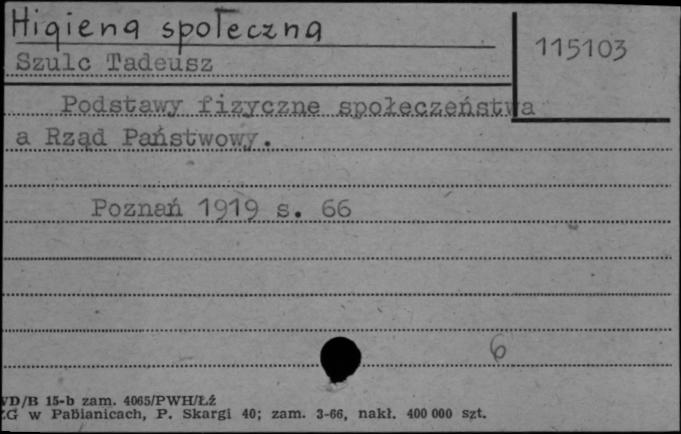 Higiena społeczna
115103
Szulc Tadeusz
Podstawy fizyczne społeczeństwa
a Rząd Państwowy.
Poznań 1919 s. 66
6
15-b zam. 4065/PWH/Łź
w Pabianicach, P. Skargi 40; zam. 3-66, nakł. 400 000 szt.